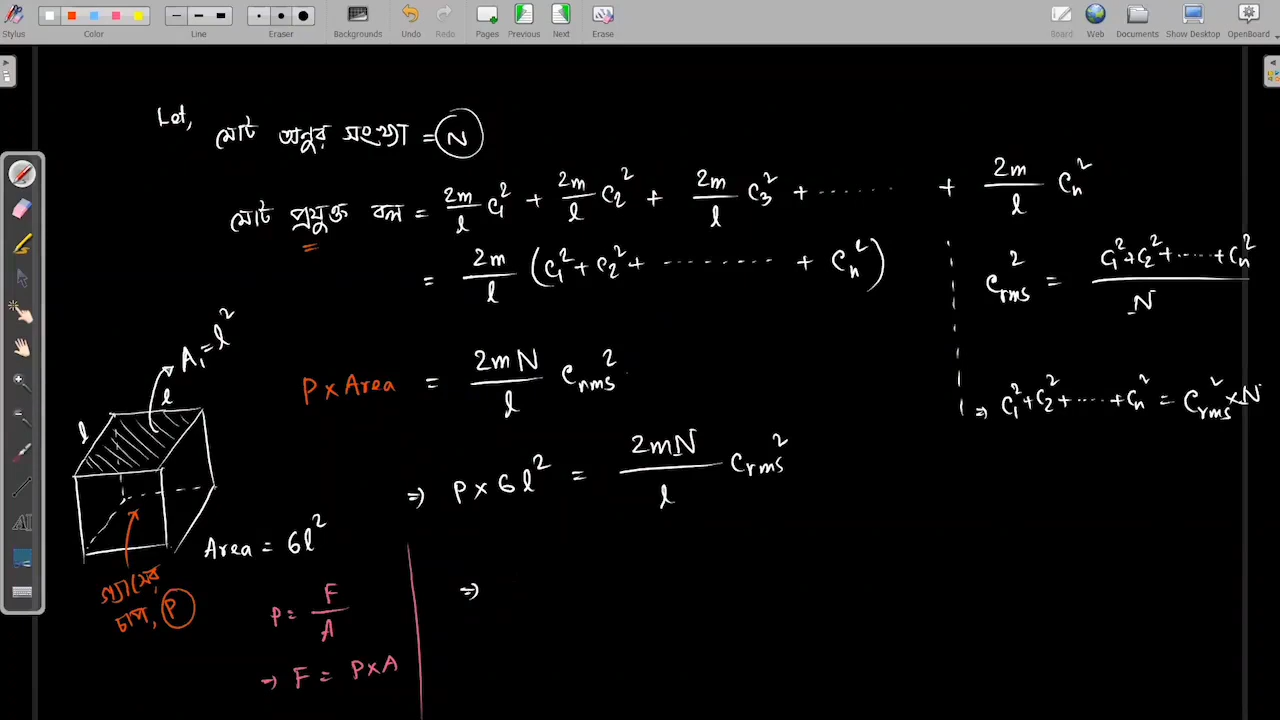 Stylus Color Line Eraser Backgrounds Undo Redo Pages Previous Next Erase Board Web Documents Show Desktop OpenBoard
Let,
মোট অনুর সংখ্যা = N
মোট প্রযুক্ত বল = 2m/l C₁² + 2m/l C₂² + 2m/l C₃² + ........ + 2m/l Cₙ²
= 2m/l (C₁² + C₂² + ........... + Cₙ²)
Crms² = C₁²+C₂²+.....+Cₙ² / N
⇒ C₁²+C₂²+.....+Cₙ² = Crms² × N
P × Area = 2mN/l Crms²
⇒ P × 6l² = 2mN/l Crms²
⇒
A₁ = l²
l
l
Area = 6l²
গ্যাসের
চাপ, P
P = F/A
→ F = P×A